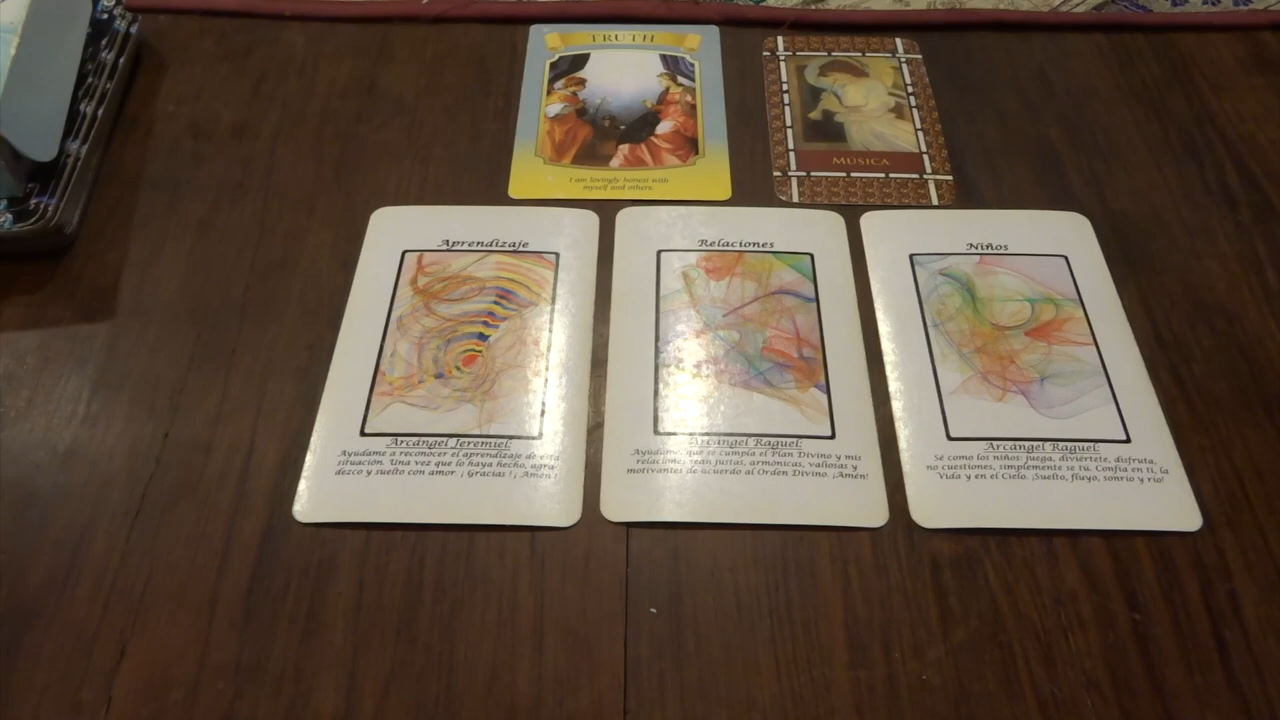 TRUTH
I am lovingly honest with
myself and others.
MÚSICA
Aprendizaje
Arcángel Jeremiel:
Ayúdame a reconocer el aprendizaje de esta
situación. Una vez que lo haya hecho, agra-
dezco y suelto con amor. ¡ Gracias ! ¡ Amén !
Relaciones
Arcángel Raguel:
Ayúdame, que se cumpla el Plan Divino y mis
relaciones sean justas, armónicas, valiosas y
motivantes de acuerdo al Orden Divino. ¡Amén!
Niños
Arcángel Raguel:
Sé como los niños: juega, diviértete, disfruta,
no cuestiones, simplemente se tú. Confía en ti, la
Vida y en el Cielo. ¡Suelto, fluyo, sonrío y río!